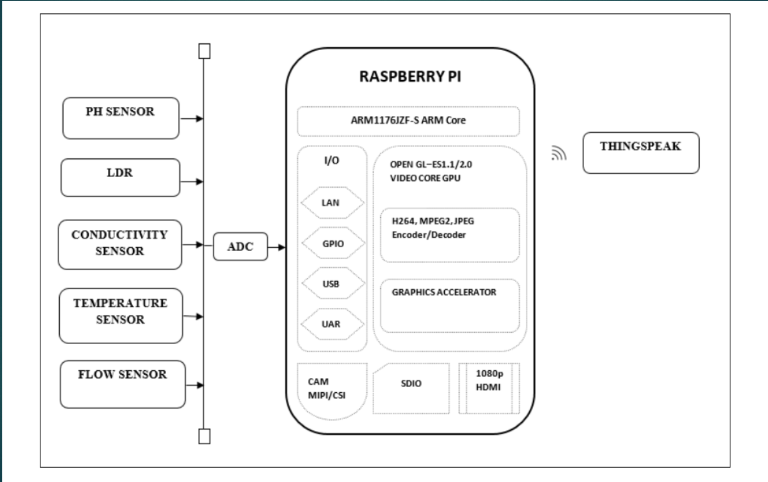 RASPBERRY PI
PH SENSOR
LDR
CONDUCTIVITY
SENSOR
TEMPERATURE
SENSOR
FLOW SENSOR
ADC
ARM1176JZF-S ARM Core
I/O
LAN
GPIO
USB
UAR
OPEN GL–ES1.1/2.0
VIDEO CORE GPU
H264, MPEG2, JPEG
Encoder/Decoder
GRAPHICS ACCELERATOR
CAM
MIPI/CSI
SDIO
1080p
HDMI
THINGSPEAK